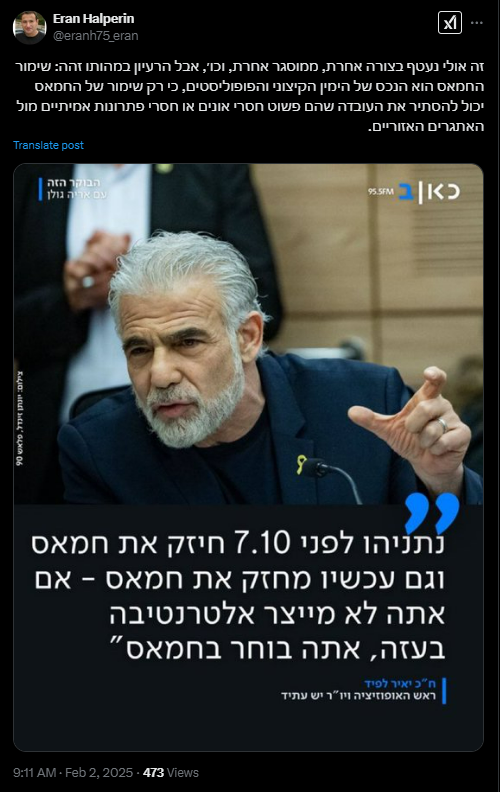 Eran Halperin
@eranh75_eran
זה אולי נעטף בצורה אחרת, ממוסגר אחרת, וכו׳, אבל הרעיון במהותו זהה: שימור
החמאס הוא הנכס של הימין הקיצוני והפופוליסטים, כי רק שימור של החמאס
יכול להסתיר את העובדה שהם פשוט חסרי אונים או חסרי פתרונות אמיתיים מול
האתגרים האזוריים.
Translate post
הבוקר הזה
עם אריה גולן
כאן|ב 95.5FM
צילום: יונתן זינדל, פלאש 90
נתניהו לפני 7.10 חיזק את חמאס
וגם עכשיו מחזק את חמאס - אם
אתה לא מייצר אלטרנטיבה
בעזה, אתה בוחר בחמאס״
ח״כ יאיר לפיד
ראש האופוזיציה ויו״ר יש עתיד
9:11 AM · Feb 2, 2025 · 473 Views